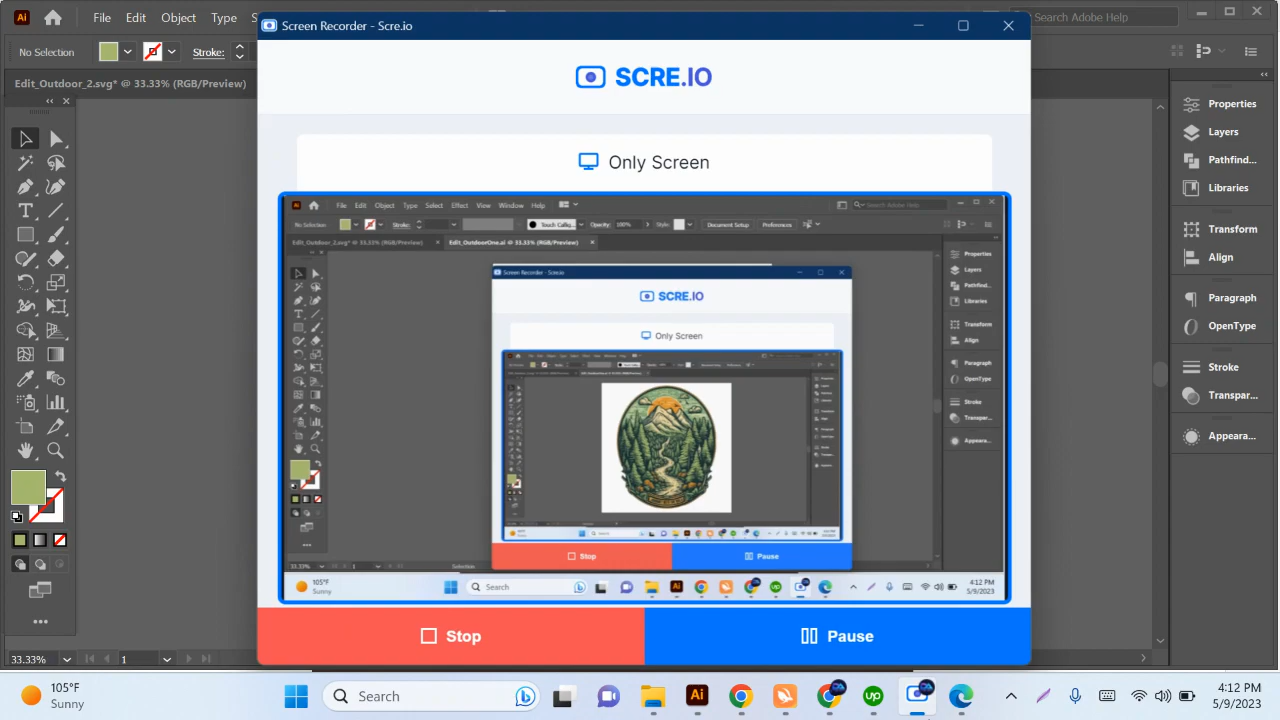 File Object Type
Search Adobe Help
Screen Recorder - Scre.io
No Selection
Stroke:
Edit_Outdoor_2.svg* @ 33.33% (RGB/Preview)
SCRE.IO
Only Screen
File Edit Object Type Select Effect View Window Help
Search Adobe Help
No Selection Stroke: Touch Callig... Opacity: 100% Style: Document Setup Preferences
Edit_Outdoor_2.svg* @ 33.33% (RGB/Preview) Edit_OutdoorOne.ai @ 33.33% (RGB/Preview)
Screen Recorder - Scre.io
SCRE.IO
Only Screen
Stop
Pause
Properties
Layers
Pathfind...
Libraries
Transform
Align
Paragraph
OpenType
Stroke
Transpar...
Appeara...
33.33% 1 Selection
105°F
Sunny
Search
4:12 PM
5/9/2023
Stop
Pause
Properties
Layers
Pathfind...
Libraries
Transform
Align
Paragraph
OpenType
Stroke
Transpar...
Appeara...
33.33% 1
105°F
Sunny
Search
4:12 PM
5/9/2023